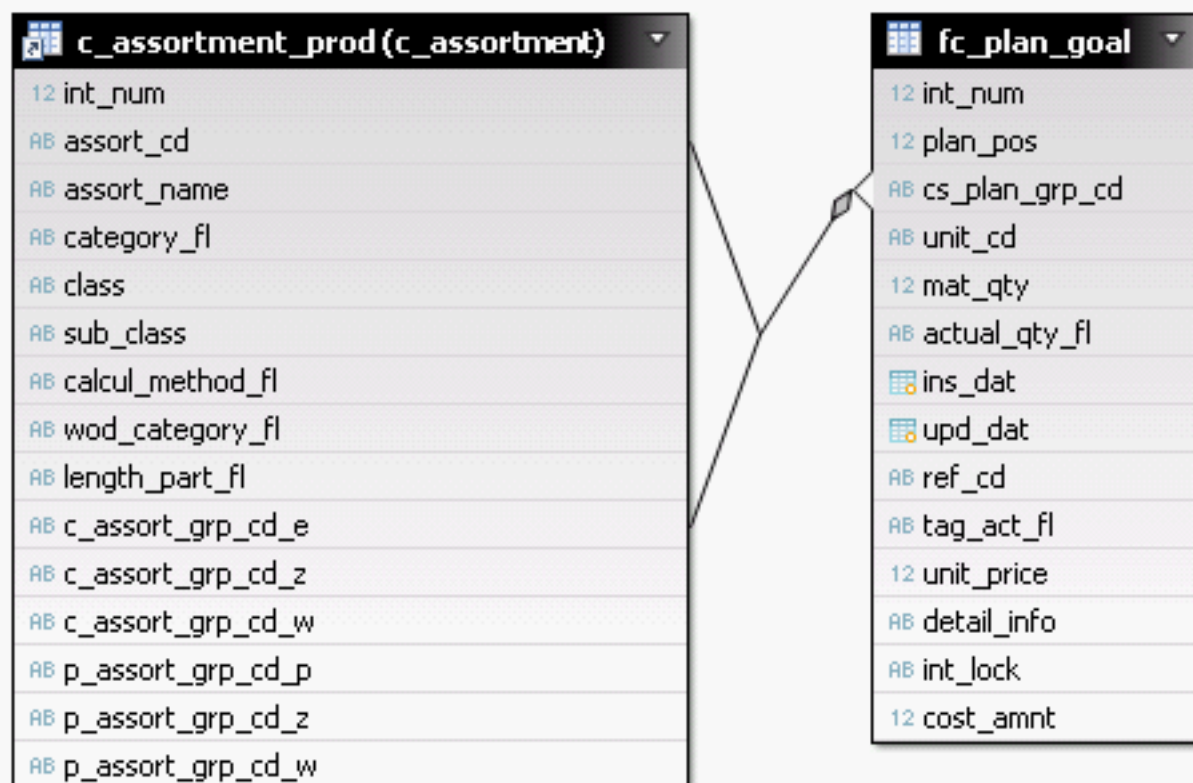 c_assortment_prod (c_assortment)
12 int_num
AB assort_cd
AB assort_name
AB category_fl
AB class
AB sub_class
AB calcul_method_fl
AB wod_category_fl
AB length_part_fl
AB c_assort_grp_cd_e
AB c_assort_grp_cd_z
AB c_assort_grp_cd_w
AB p_assort_grp_cd_p
AB p_assort_grp_cd_z
AB p_assort_grp_cd_w
fc_plan_goal
12 int_num
12 plan_pos
AB cs_plan_grp_cd
AB unit_cd
12 mat_qty
AB actual_qty_fl
ins_dat
upd_dat
AB ref_cd
AB tag_act_fl
12 unit_price
AB detail_info
AB int_lock
12 cost_amnt